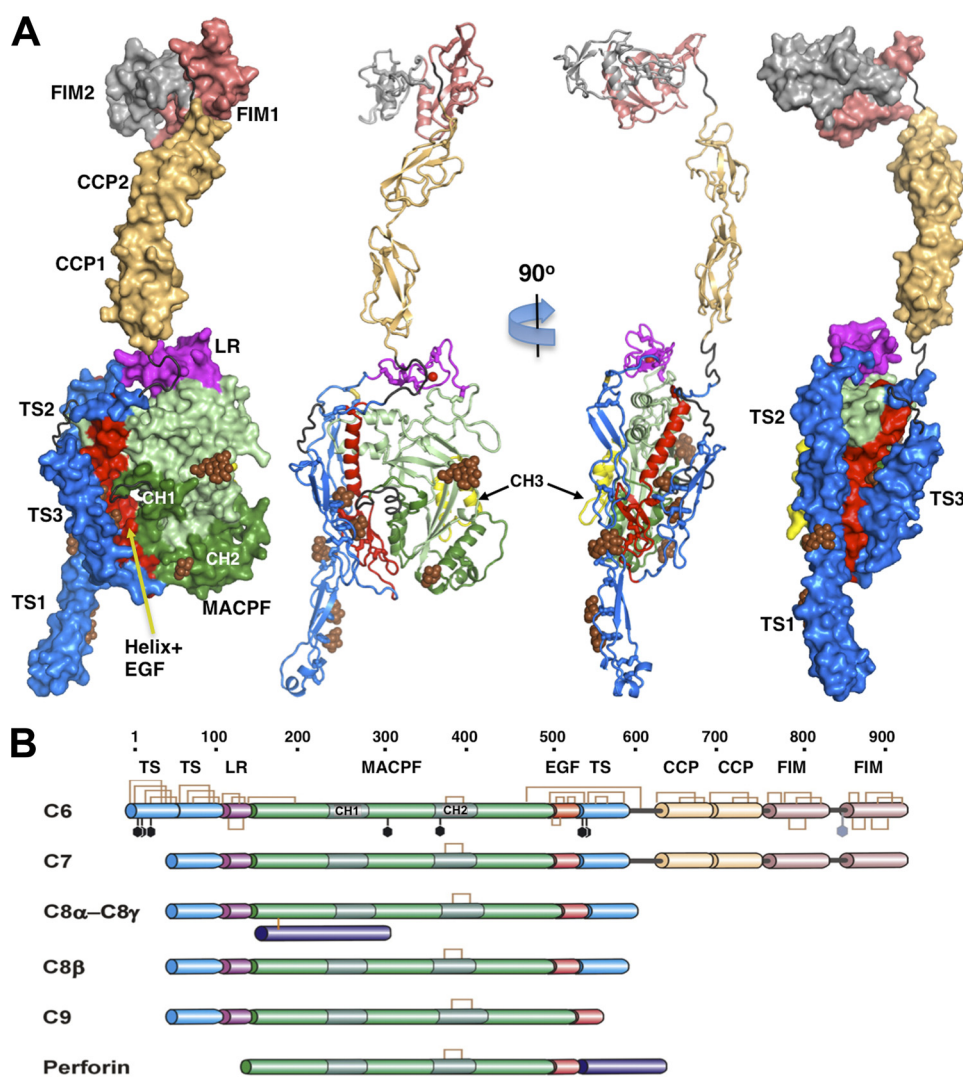 A
FIM2
FIM1
CCP2
CCP1
90º
LR
TS2
TS2
CH1
CH3
TS3
TS3
CH2
TS1
MACPF
TS1
Helix+
EGF
B
1 100 200 300 400 500 600 700 800 900
TS TS LR MACPF EGF TS CCP CCP FIM FIM
C6 CH1 CH2
C7
C8α–C8γ
C8β
C9
Perforin